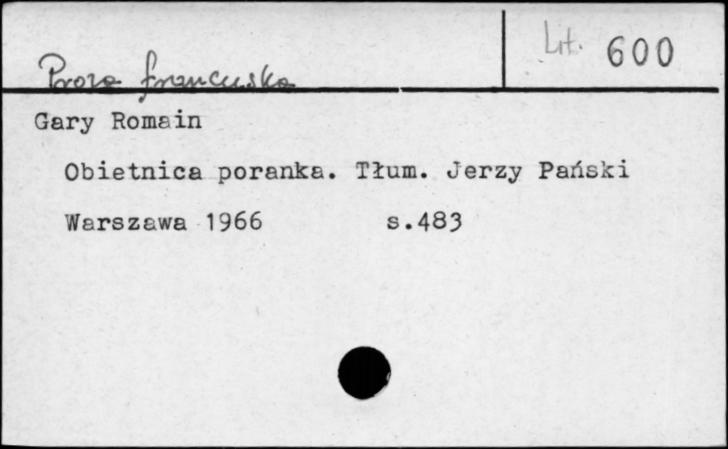 Proza francuska
Lit. 600
Gary Romain
Obietnica poranka. Tłum. Jerzy Pański
Warszawa 1966 s.483